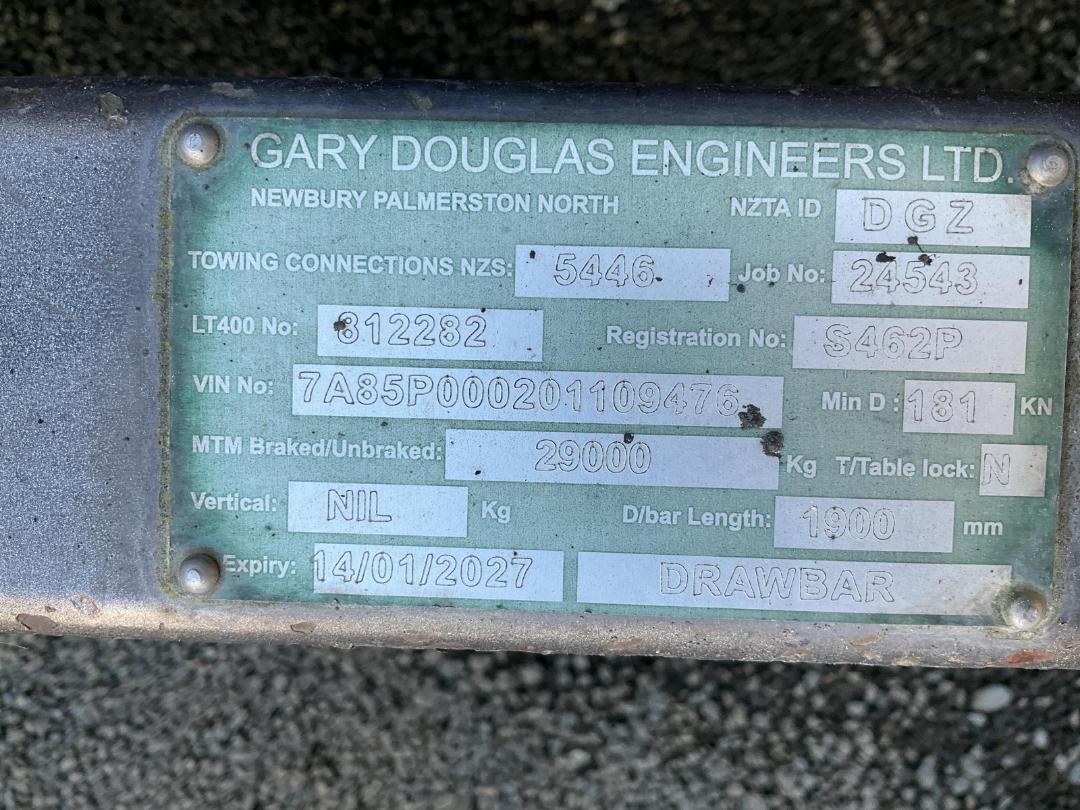 GARY DOUGLAS ENGINEERS LTD.
NEWBURY PALMERSTON NORTH NZTA ID DGZ
TOWING CONNECTIONS NZS: 5446 Job No: 24543
LT400 No: 812282 Registration No: S462P
VIN No: 7A85P000201109476 Min D : 181 KN
MTM Braked/Unbraked: 29000 Kg T/Table lock: N
Vertical: NIL Kg D/bar Length: 1900 mm
Expiry: 14/01/2027 DRAWBAR